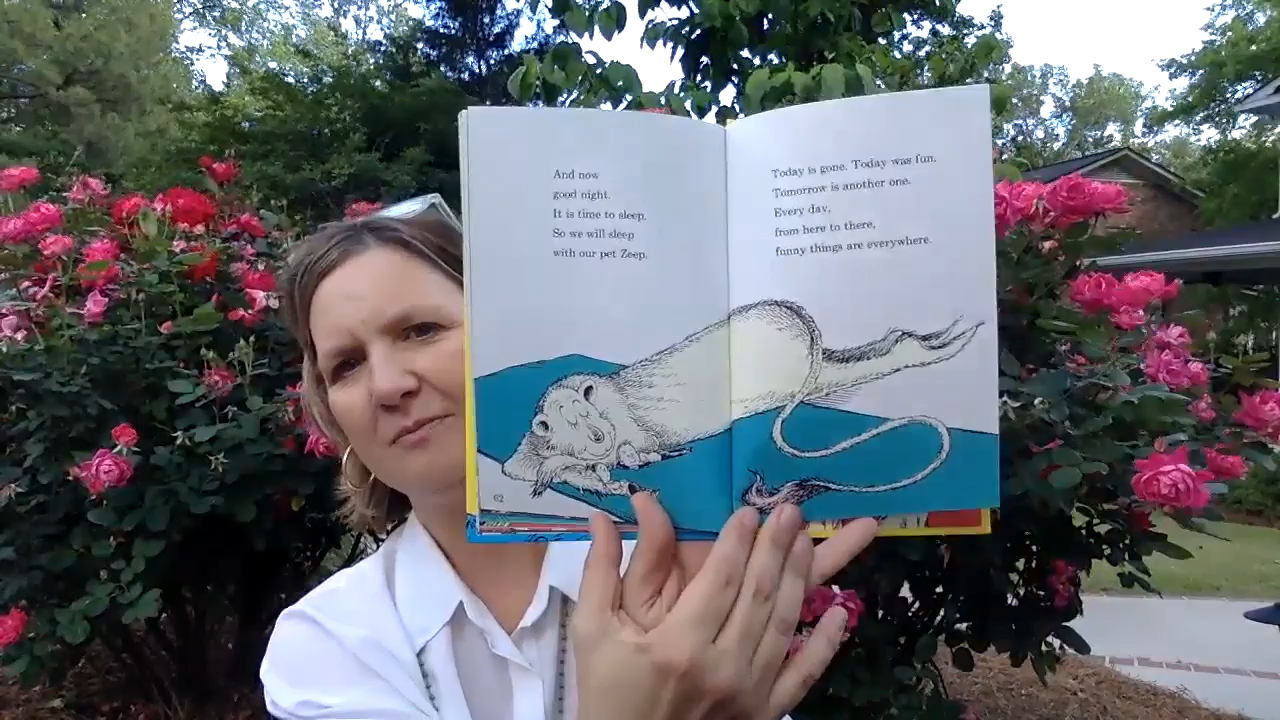 And now
good night.
It is time to sleep.
So we will sleep
with our pet Zeep.
62
Today is gone. Today was fun.
Tomorrow is another one.
Every day,
from here to there,
funny things are everywhere.